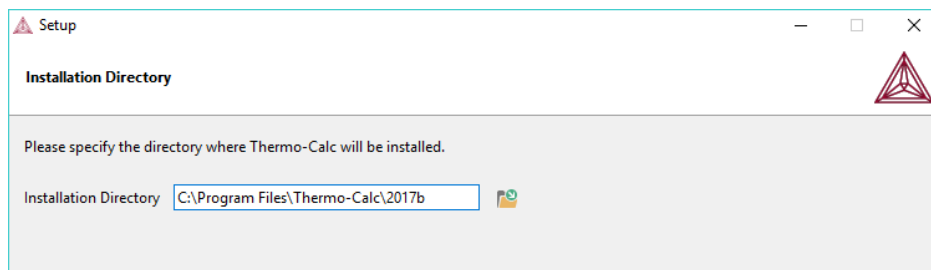 Setup
Installation Directory
Please specify the directory where Thermo-Calc will be installed.
Installation Directory C:\Program Files\Thermo-Calc\2017b